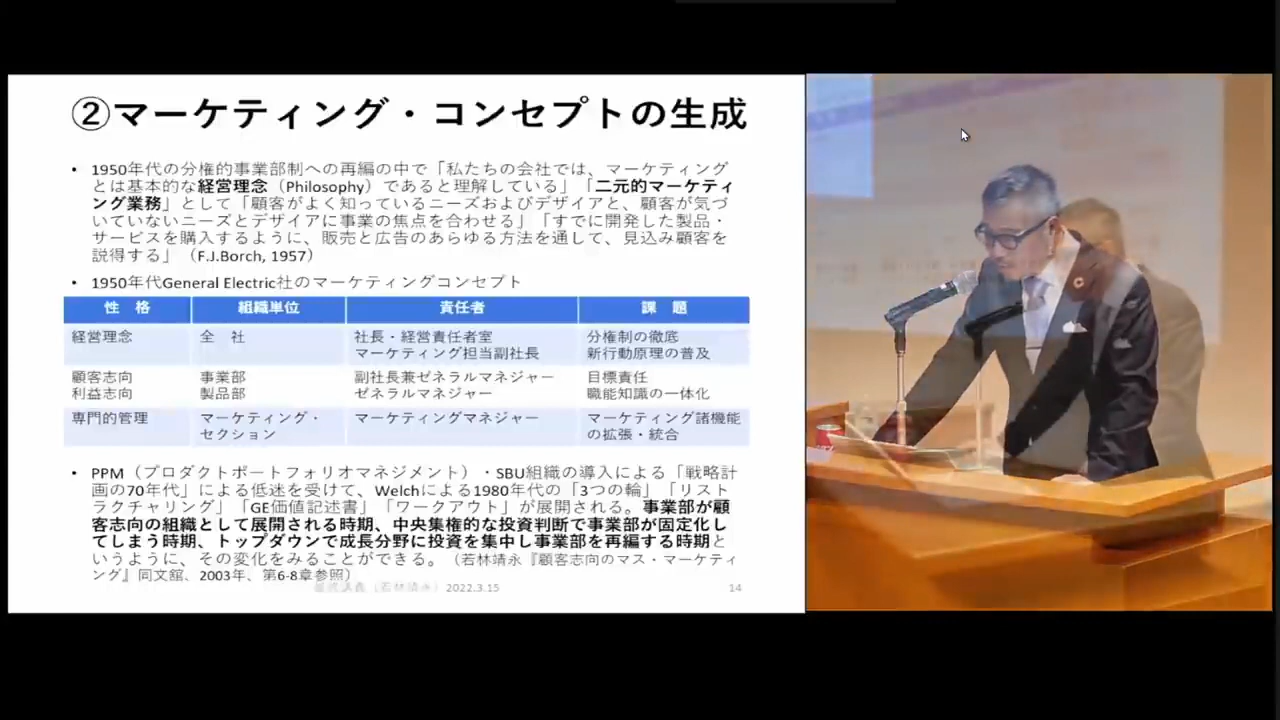 ②マーケティング・コンセプトの生成
• 1950年代の分権的事業部制への再編の中で「私たちの会社では、マーケティング
とは基本的な経営理念（Philosophy）であると理解している」「二元的マーケティ
ング業務」として「顧客がよく知っているニーズおよびデザイアと、顧客が気づ
いていないニーズとデザイアに事業の焦点を合わせる」「すでに開発した製品・
サービスを購入するように、販売と広告のあらゆる方法を通して、見込み顧客を
説得する」（F.J.Borch, 1957）
• 1950年代General Electric社のマーケティングコンセプト
性　格 組織単位 責任者 課　題
経営理念 全　社 社長・経営責任者室 分権制の徹底
マーケティング担当副社長 新行動原理の普及
顧客志向 事業部 副社長兼ゼネラルマネジャー 目標責任
利益志向 製品部 ゼネラルマネジャー 職能知識の一体化
専門的管理 マーケティング・ マーケティングマネジャー マーケティング諸機能
セクション の拡張・統合
• PPM（プロダクトポートフォリオマネジメント）・SBU組織の導入による「戦略計
画の70年代」による低迷を受けて、Welchによる1980年代の「3つの輪」「リスト
ラクチャリング」「GE価値記述書」「ワークアウト」が展開される。事業部が顧
客志向の組織として展開される時期、中央集権的な投資判断で事業部が固定化し
てしまう時期、トップダウンで成長分野に投資を集中し事業部を再編する時期と
いうように、その変化をみることができる。（若林靖永『顧客志向のマス・マーケティ
ング』同文舘、2003年、第6-8章参照）
（若林靖永）2022.3.15 14